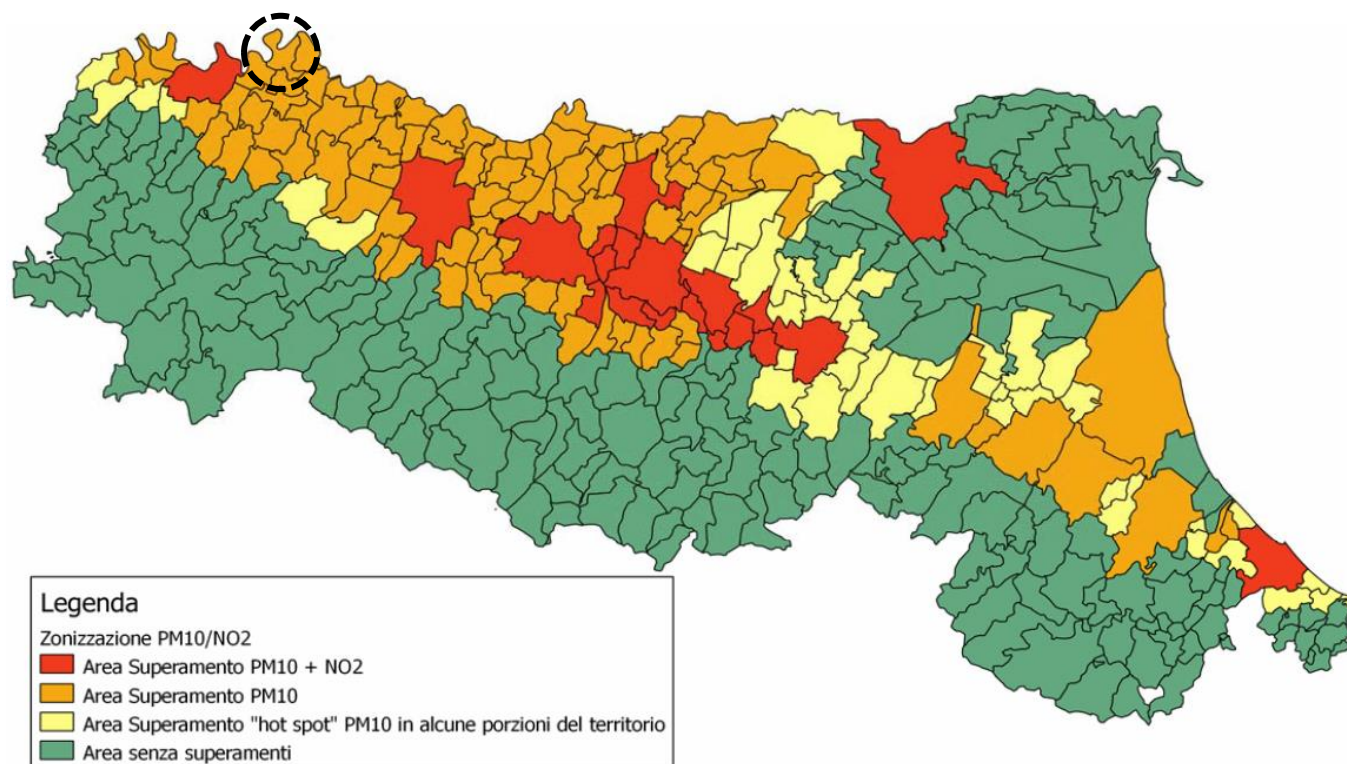 Legenda
Zonizzazione PM10/NO2
Area Superamento PM10 + NO2
Area Superamento PM10
Area Superamento "hot spot" PM10 in alcune porzioni del territorio
Area senza superamenti